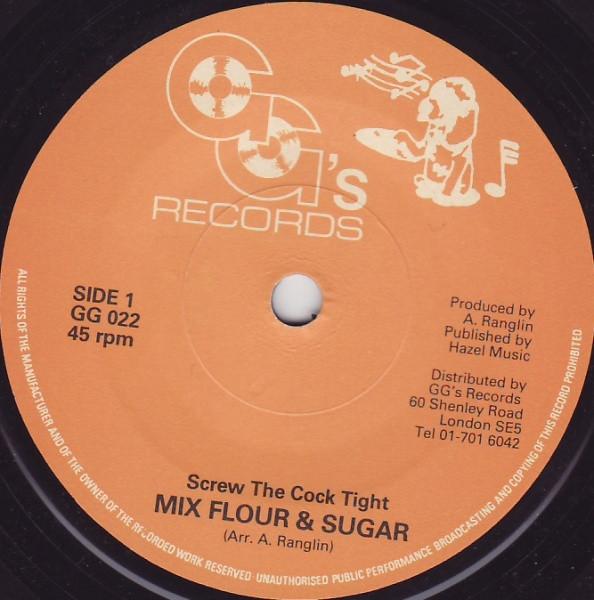 GG's
RECORDS
SIDE 1
GG 022
45 rpm
Produced by
A. Ranglin
Published by
Hazel Music
Distributed by
GG's Records
60 Shenley Road
London SE5
Tel 01-701 6042
Screw The Cock Tight
MIX FLOUR & SUGAR
(Arr. A. Ranglin)
ALL RIGHTS OF THE MANUFACTURER AND OF THE OWNER OF THE RECORDED WORK RESERVED · UNAUTHORISED PUBLIC PERFORMANCE BROADCASTING AND COPYING OF THIS RECORD PROHIBITED